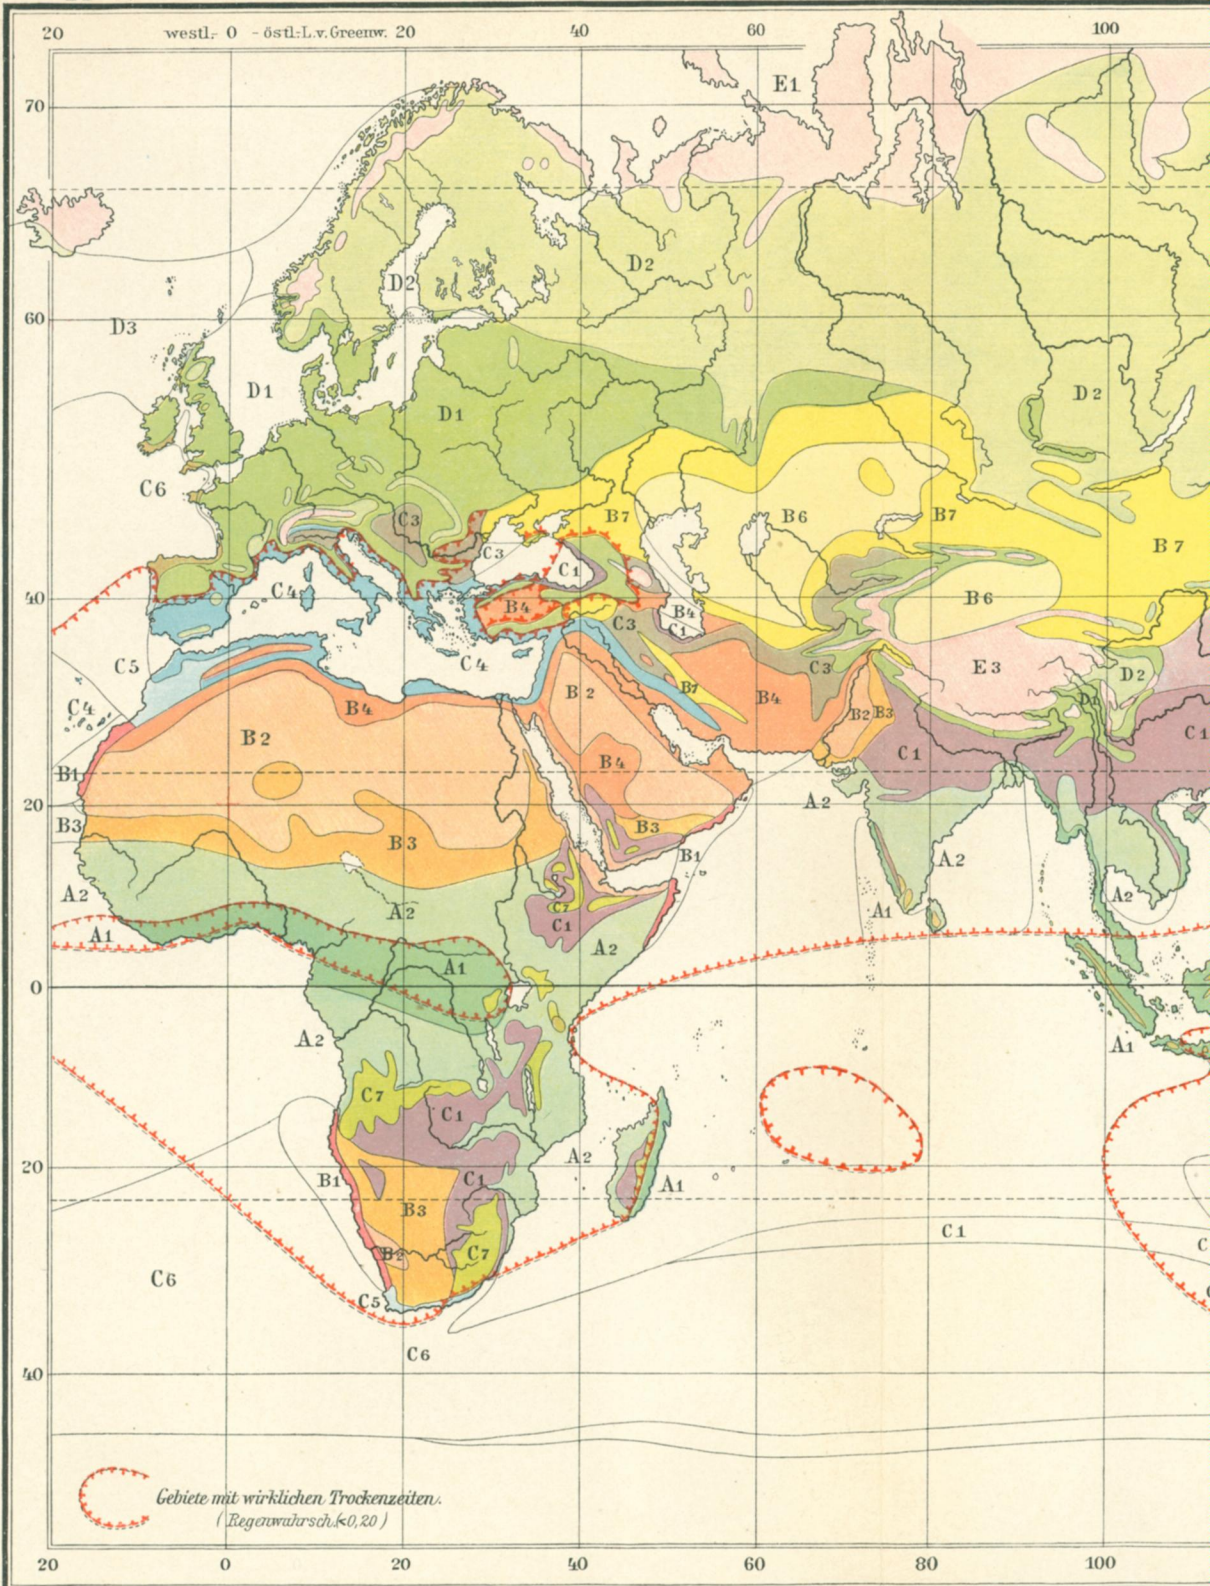 20 westl.- 0 - östl.-L.v.Greenw. 20 40 60 100
E1
70
D2
D2
60
D3
D1
D2
D1
C6
C3
B7
B6
B7
C3
B7
C1
C4
40
B4
B4
B6
C3
C1
C5
C4
C3
E3
D2
B7
B2
B4
D1
C4
B4
B2
B3
B2
C1
C1
B4
B1
A2
20
B3
B3
B3
B1
A2
A2
A2
A2
C7
A1
C1
A1
A2
A1
0
A2
A1
C7
C1
A2
20
B1
C1
A1
B3
C1
B2
C7
C
C6
C5
C6
40
Gebiete mit wirklichen Trockenzeiten.
(Regenwahrsch.<0,20)
20 0 20 40 60 80 100